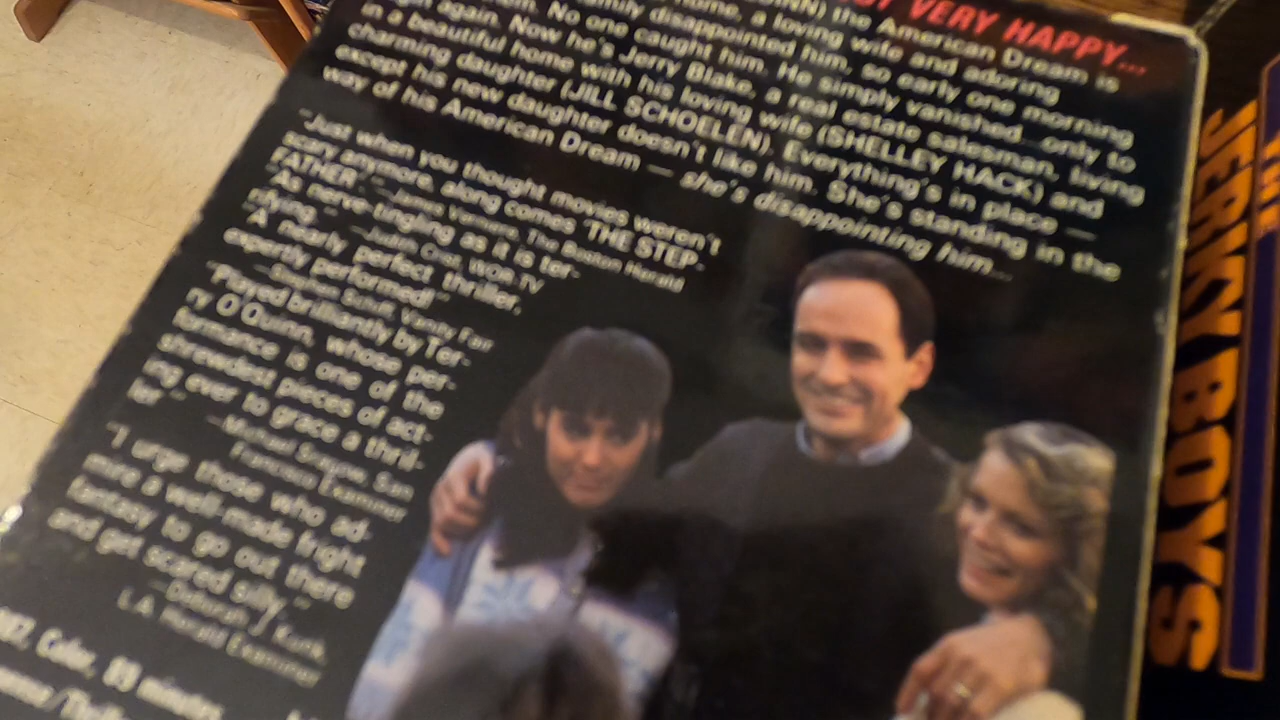 VERY HAPPY...
the American Dream is
home, a loving wife and adoring
family disappointed him, so early one morning
No one caught him. He simply vanished—only to
again. Now he's Jerry Blake, a real estate salesman, living
in a beautiful home with his loving wife (SHELLEY HACK) and
charming daughter (JILL SCHOELEN). Everything's in place —
except his new daughter doesn't like him. She's standing in the
way of his American Dream — she's disappointing him...
"Just when you thought movies weren't
scary anymore, along comes 'THE STEP-
FATHER.'"
The Boston Herald
"As nerve-tingling as it is ter-
ifying."
—Judith Crist, WOR-TV
"A nearly perfect thriller,
expertly performed!"
—Stephen Schiff, Vanity Fair
"Played brilliantly by Ter-
ry O'Quinn, whose per-
formance is one of the
shrewdest pieces of act-
ing ever to grace a thril-
ler."
—Michael Sragow, San
Francisco Examiner
"I urge those who ad-
mire a well-made fright
fantasy to go out there
and get scared silly."
—Deborah J. Kunk,
L.A. Herald Examiner
Color, 89 minutes
JERKY BOYS